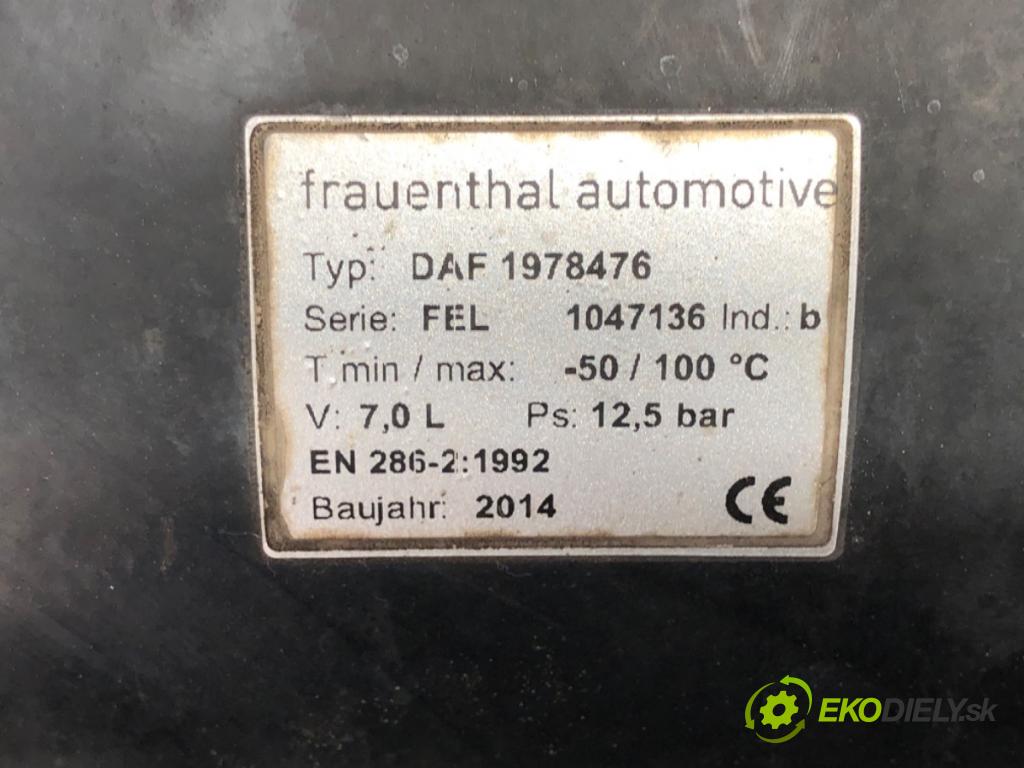 frauenthal automotive
Typ: DAF 1978476
Serie: FEL 1047136 Ind.: b
T min / max: -50 / 100 °C
V: 7,0 L Ps: 12,5 bar
EN 286-2:1992
Baujahr: 2014 CE
EKODIELY.sk